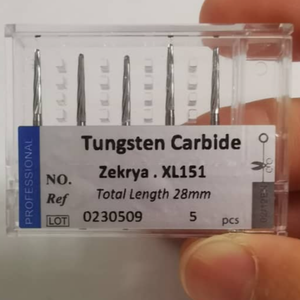 Tungsten Carbide
Zekrya . XL151
Total Length 28mm
PROFESSIONAL
NO.
Ref
LOT 0230509 5 pcs